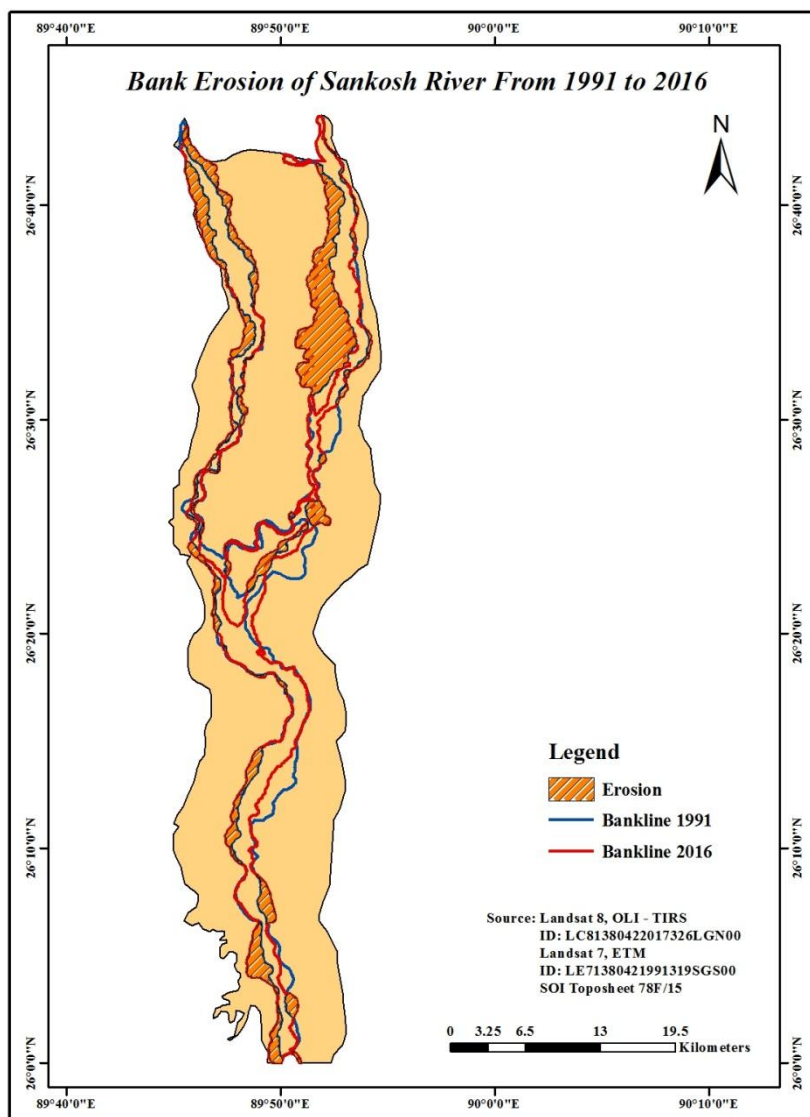 89°40'0"E 89°50'0"E 90°0'0"E 90°10'0"E
Bank Erosion of Sankosh River From 1991 to 2016
N
26°40'0"N 26°40'0"N
26°30'0"N 26°30'0"N
26°20'0"N 26°20'0"N
Legend
Erosion
Bankline 1991
26°10'0"N 26°10'0"N
Bankline 2016
Source: Landsat 8, OLI - TIRS
ID: LC81380422017326LGN00
Landsat 7, ETM
ID: LE71380421991319SGS00
SOI Toposheet 78F/15
0 3.25 6.5 13 19.5
Kilometers
26°0'0"N 26°0'0"N
89°40'0"E 89°50'0"E 90°0'0"E 90°10'0"E